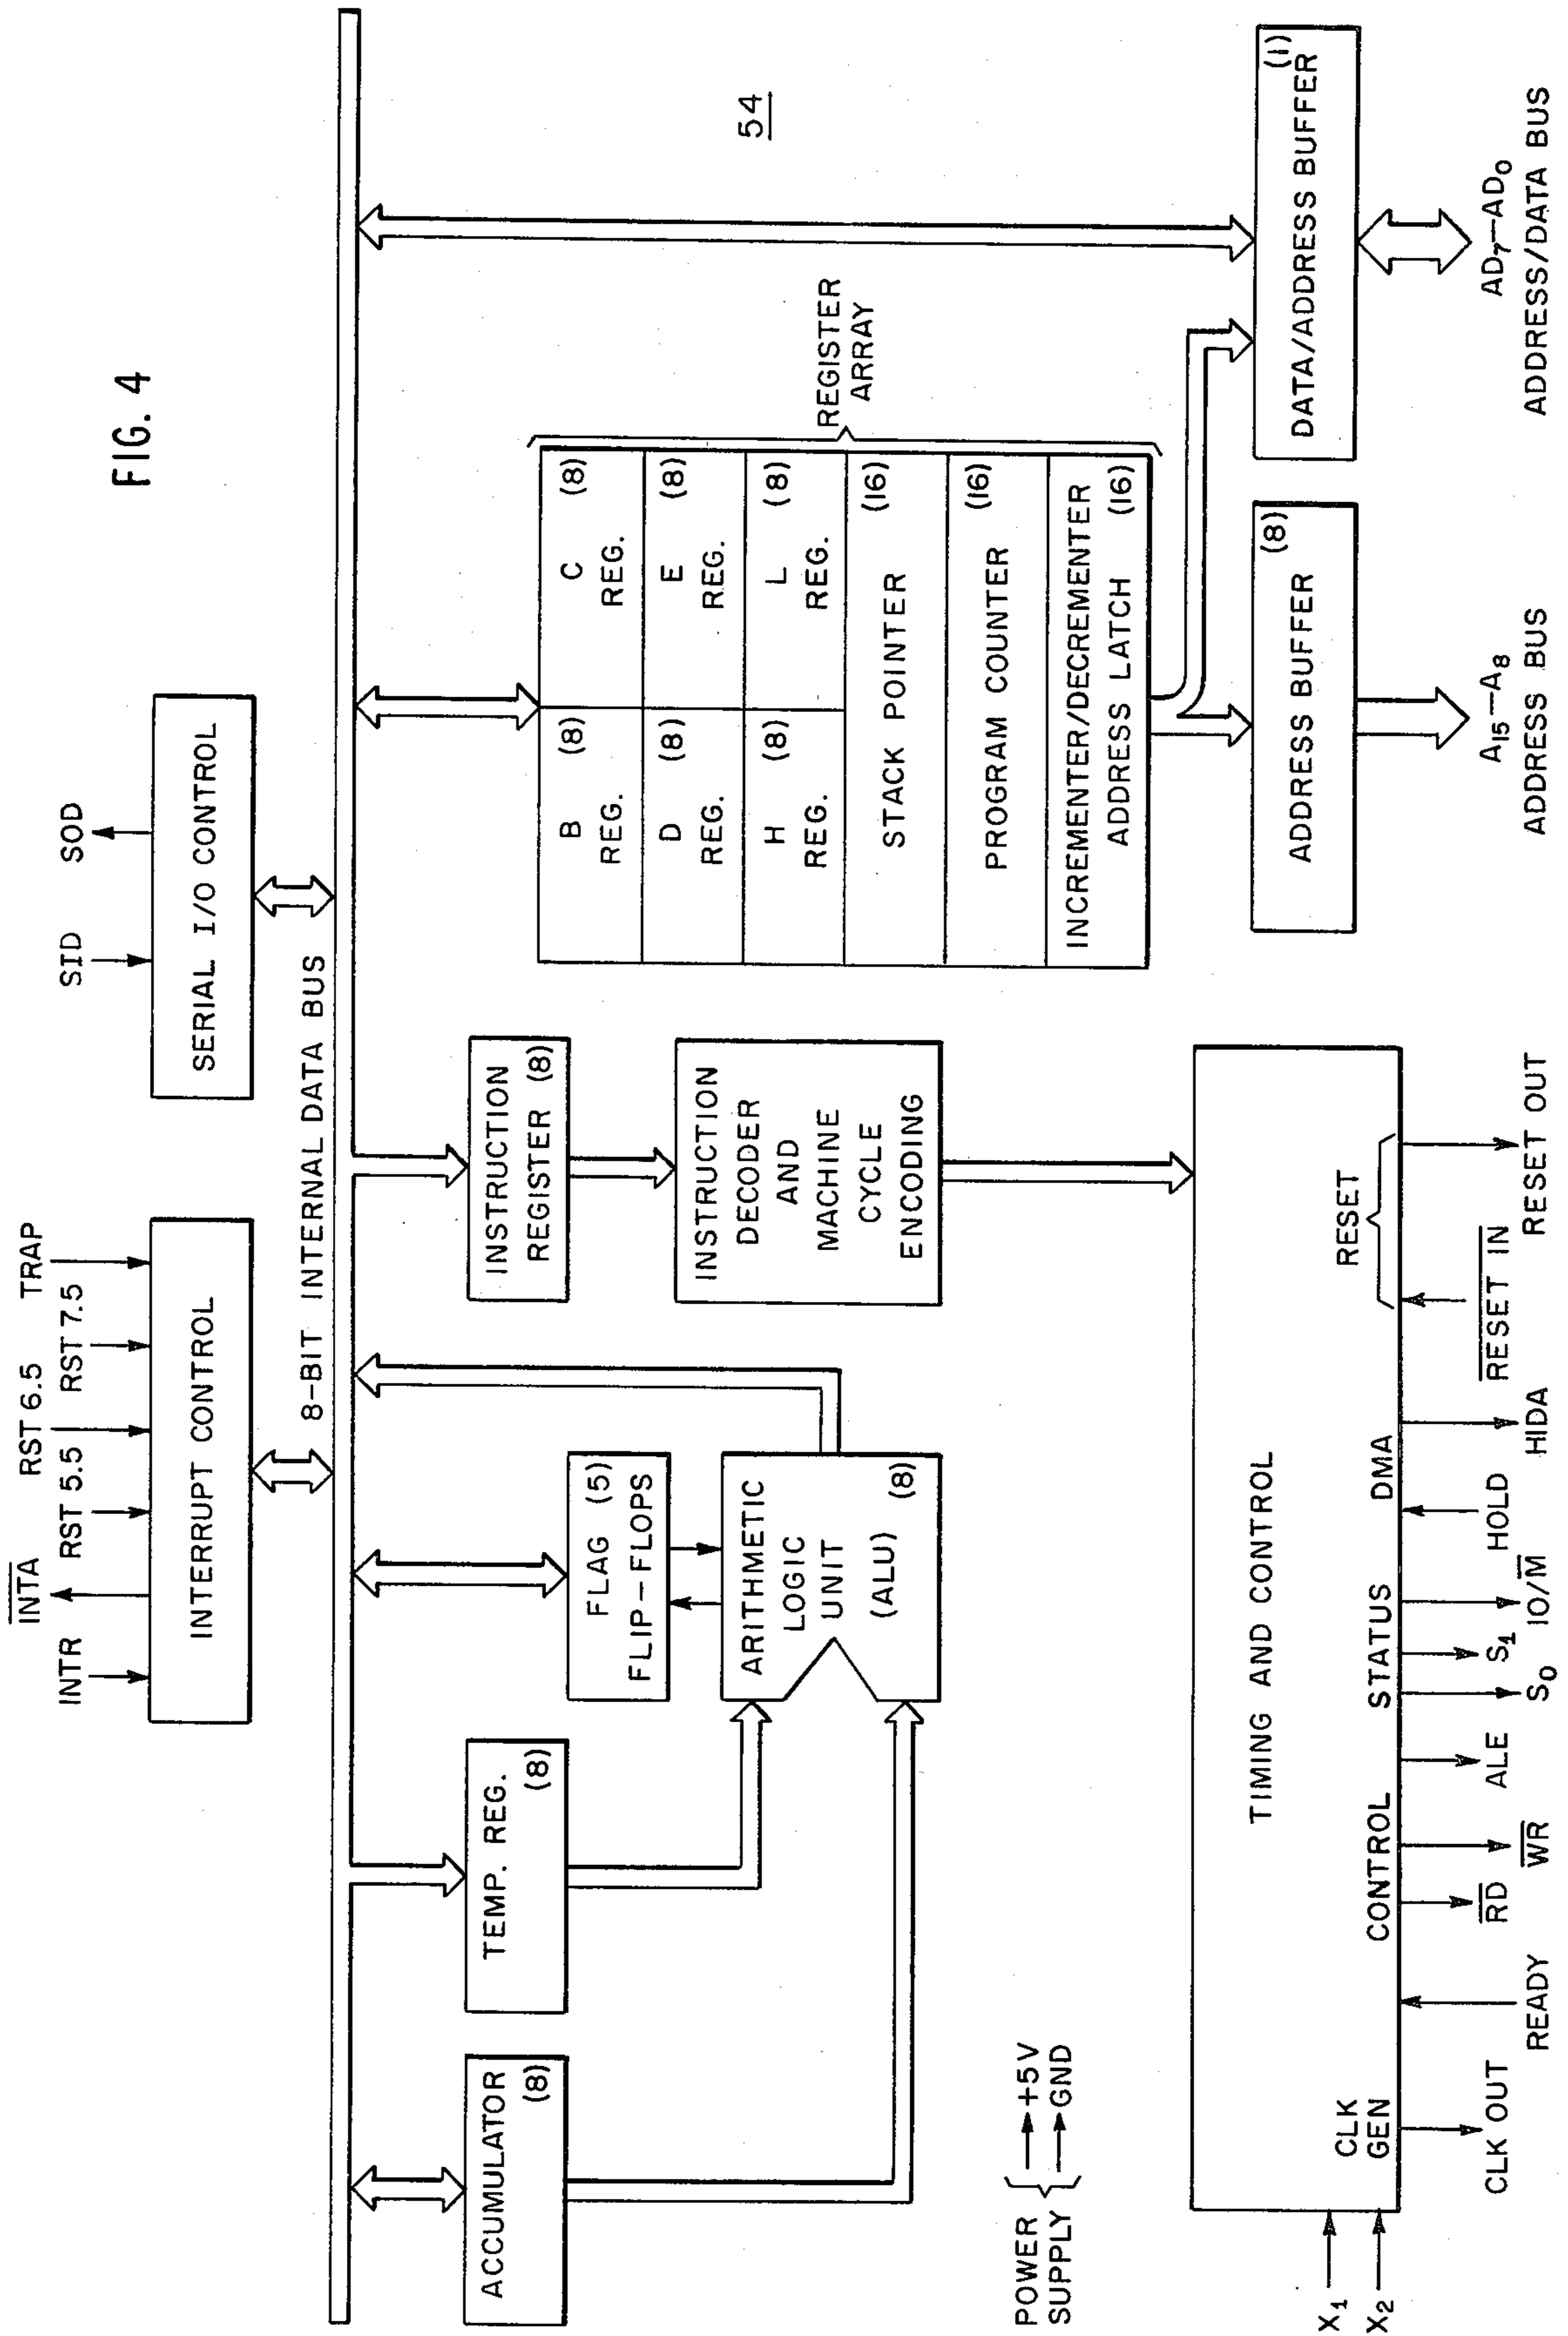 FIG. 4
INTR
INTA
RST 5.5
RST 6.5
RST 7.5
TRAP
SID
SOD
INTERRUPT CONTROL
SERIAL I/O CONTROL
8-BIT INTERNAL DATA BUS
ACCUMULATOR
(8)
TEMP. REG.
(8)
FLAG (5)
FLIP-FLOPS
ARITHMETIC
LOGIC
UNIT
(ALU)
(8)
INSTRUCTION
REGISTER (8)
INSTRUCTION
DECODER
AND
MACHINE
CYCLE
ENCODING
B (8)
REG.
C (8)
REG.
D (8)
REG.
E (8)
REG.
H (8)
REG.
L (8)
REG.
STACK POINTER (16)
PROGRAM COUNTER (16)
INCREMENTER/DECREMENTER
ADDRESS LATCH (16)
REGISTER
ARRAY
54
POWER
SUPPLY
+5V
GND
TIMING AND CONTROL
CLK
GEN
CONTROL
STATUS
DMA
RESET
X₁
X₂
CLK OUT
READY
RD
WR
ALE
S₀
S₁
IO/M
HOLD
HIDA
RESET IN
RESET OUT
ADDRESS BUFFER (8)
DATA/ADDRESS BUFFER (1)
A₁₅–A₈
ADDRESS BUS
AD₇–AD₀
ADDRESS/DATA BUS